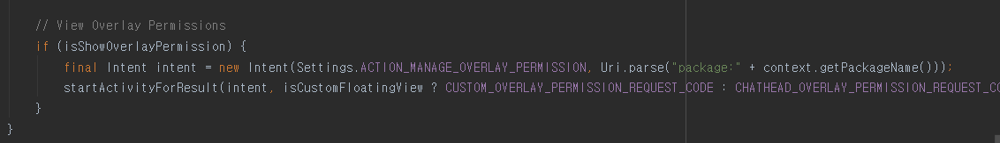 // View Overlay Permissions
if (isShowOverlayPermission) {
final Intent intent = new Intent(Settings.ACTION_MANAGE_OVERLAY_PERMISSION, Uri.parse("package:" + context.getPackageName()));
startActivityForResult(intent, isCustomFloatingView ? CUSTOM_OVERLAY_PERMISSION_REQUEST_CODE : CHATHEAD_OVERLAY_PERMISSION_REQUEST_CO
}
}